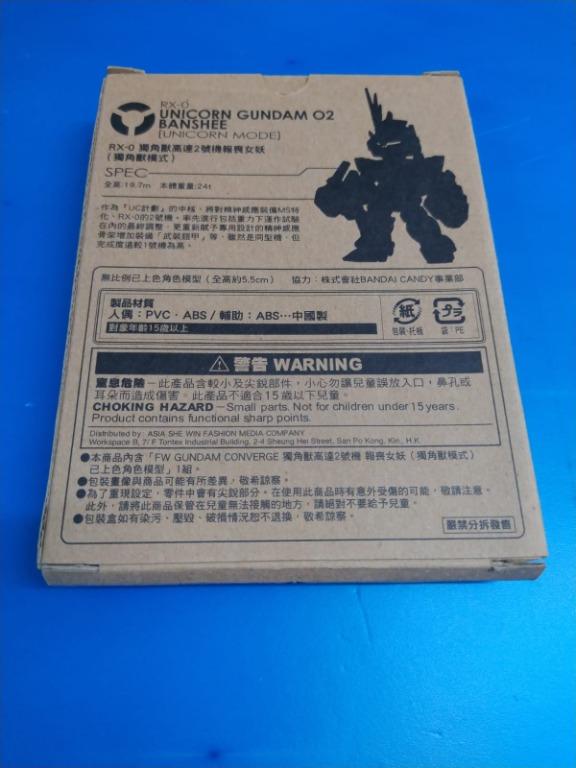 RX-0
UNICORN GUNDAM 02
BANSHEE
[UNICORN MODE]
RX-0 獨角獸高達2號機報喪女妖
(獨角獸模式)
SPEC
全高:19.7m 本體重量:24t
作為『UC計劃』的中核，將對精神感應裝備MS特
化，RX-0的2號機。率先進行包括重力下運作試驗
在內的最終調整，更重新賦予專用設計的精神感應
骨架增加裝備「武裝鎧甲」等，雖然是同型機，但
完成度遠較1號機為高。
無比例已上色角色模型（全高約5.5cm） 協力：株式會社BANDAI CANDY事業部
製品材質
人偶：PVC・ABS / 輔助：ABS…中國製
對象年齡15歲以上
紙
包裝・托檯
プラ
袋：PE
警告 WARNING
窒息危險－此產品含較小及尖銳部件，小心勿讓兒童誤放入口，鼻孔或
耳朵而造成傷害。此產品不適合15歲以下兒童。
CHOKING HAZARD－Small parts. Not for children under 15 years.
Product contains functional sharp points.
Distributed by: ASIA SHE WIN FASHION MEDIA COMPANY
Workspace B, 7/F Tontex Industrial Building, 2-4 Sheung Hei Street, San Po Kong, Kln., H.K.
●本商品內含「FW GUNDAM CONVERGE 獨角獸高達2號機 報喪女妖（獨角獸模式）
已上色角色模型」1組。
●包裝畫像與商品可能有所差異，敬希諒察。
●為了重現設定，零件中會有尖銳部分。在使用此商品時有意外受傷的可能，敬請注意。
此外，請將此商品保管在兒童無法接觸的地方，請絕對不要給予兒童。
●包裝盒如有染污、壓毀、破損情況恕不退換，敬希諒察。
嚴禁分拆發售